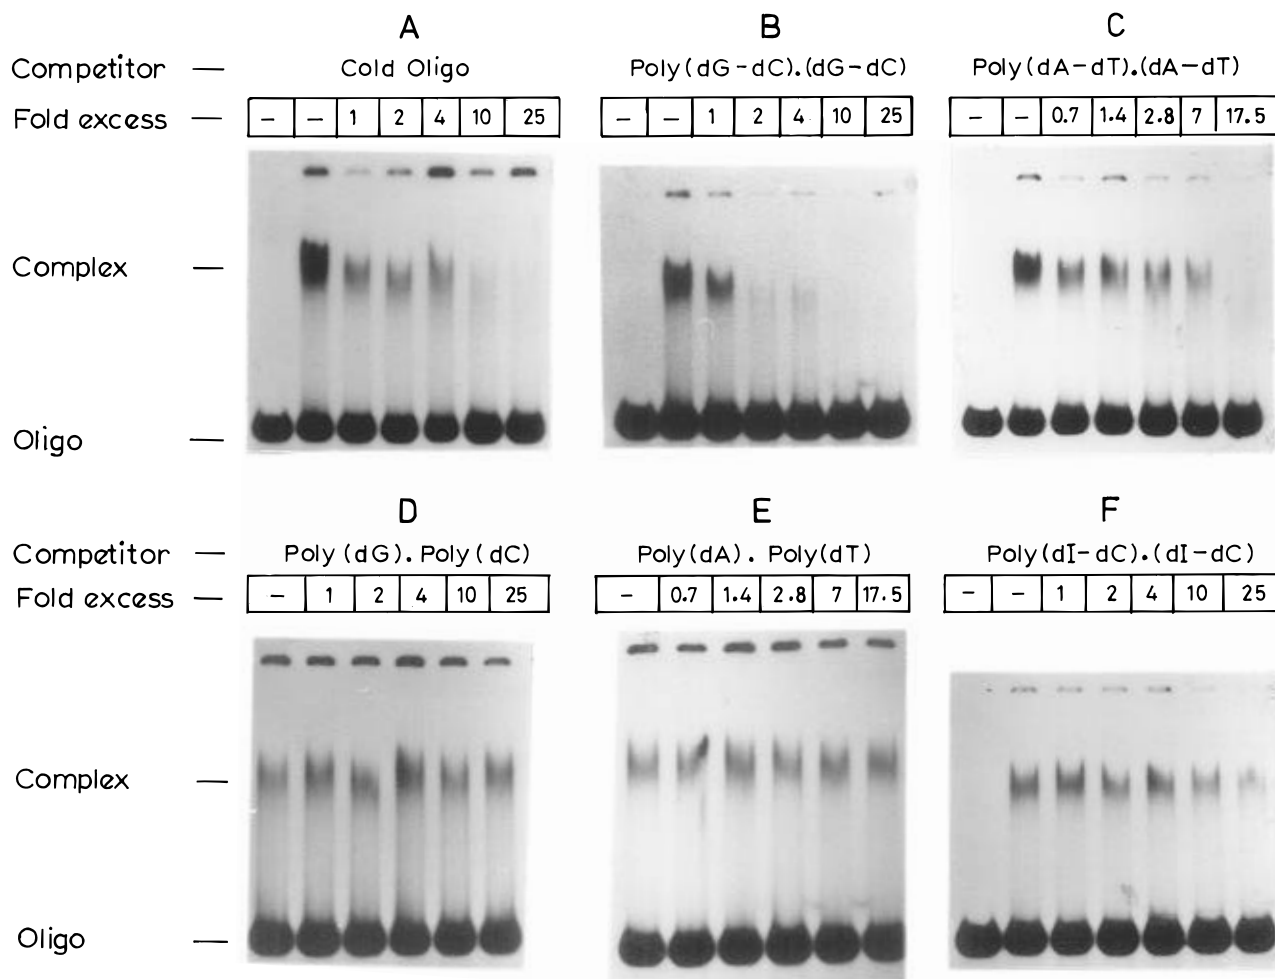 A B C
Competitor — Cold Oligo Poly(dG-dC).(dG-dC) Poly(dA-dT).(dA-dT)
Fold excess — - - 1 2 4 10 25 - - 1 2 4 10 25 - - 0.7 1.4 2.8 7 17.5
Complex —
Oligo —
D E F
Competitor — Poly(dG).Poly(dC) Poly(dA).Poly(dT) Poly(dI-dC).(dI-dC)
Fold excess — - 1 2 4 10 25 - 0.7 1.4 2.8 7 17.5 - - 1 2 4 10 25
Complex —
Oligo —